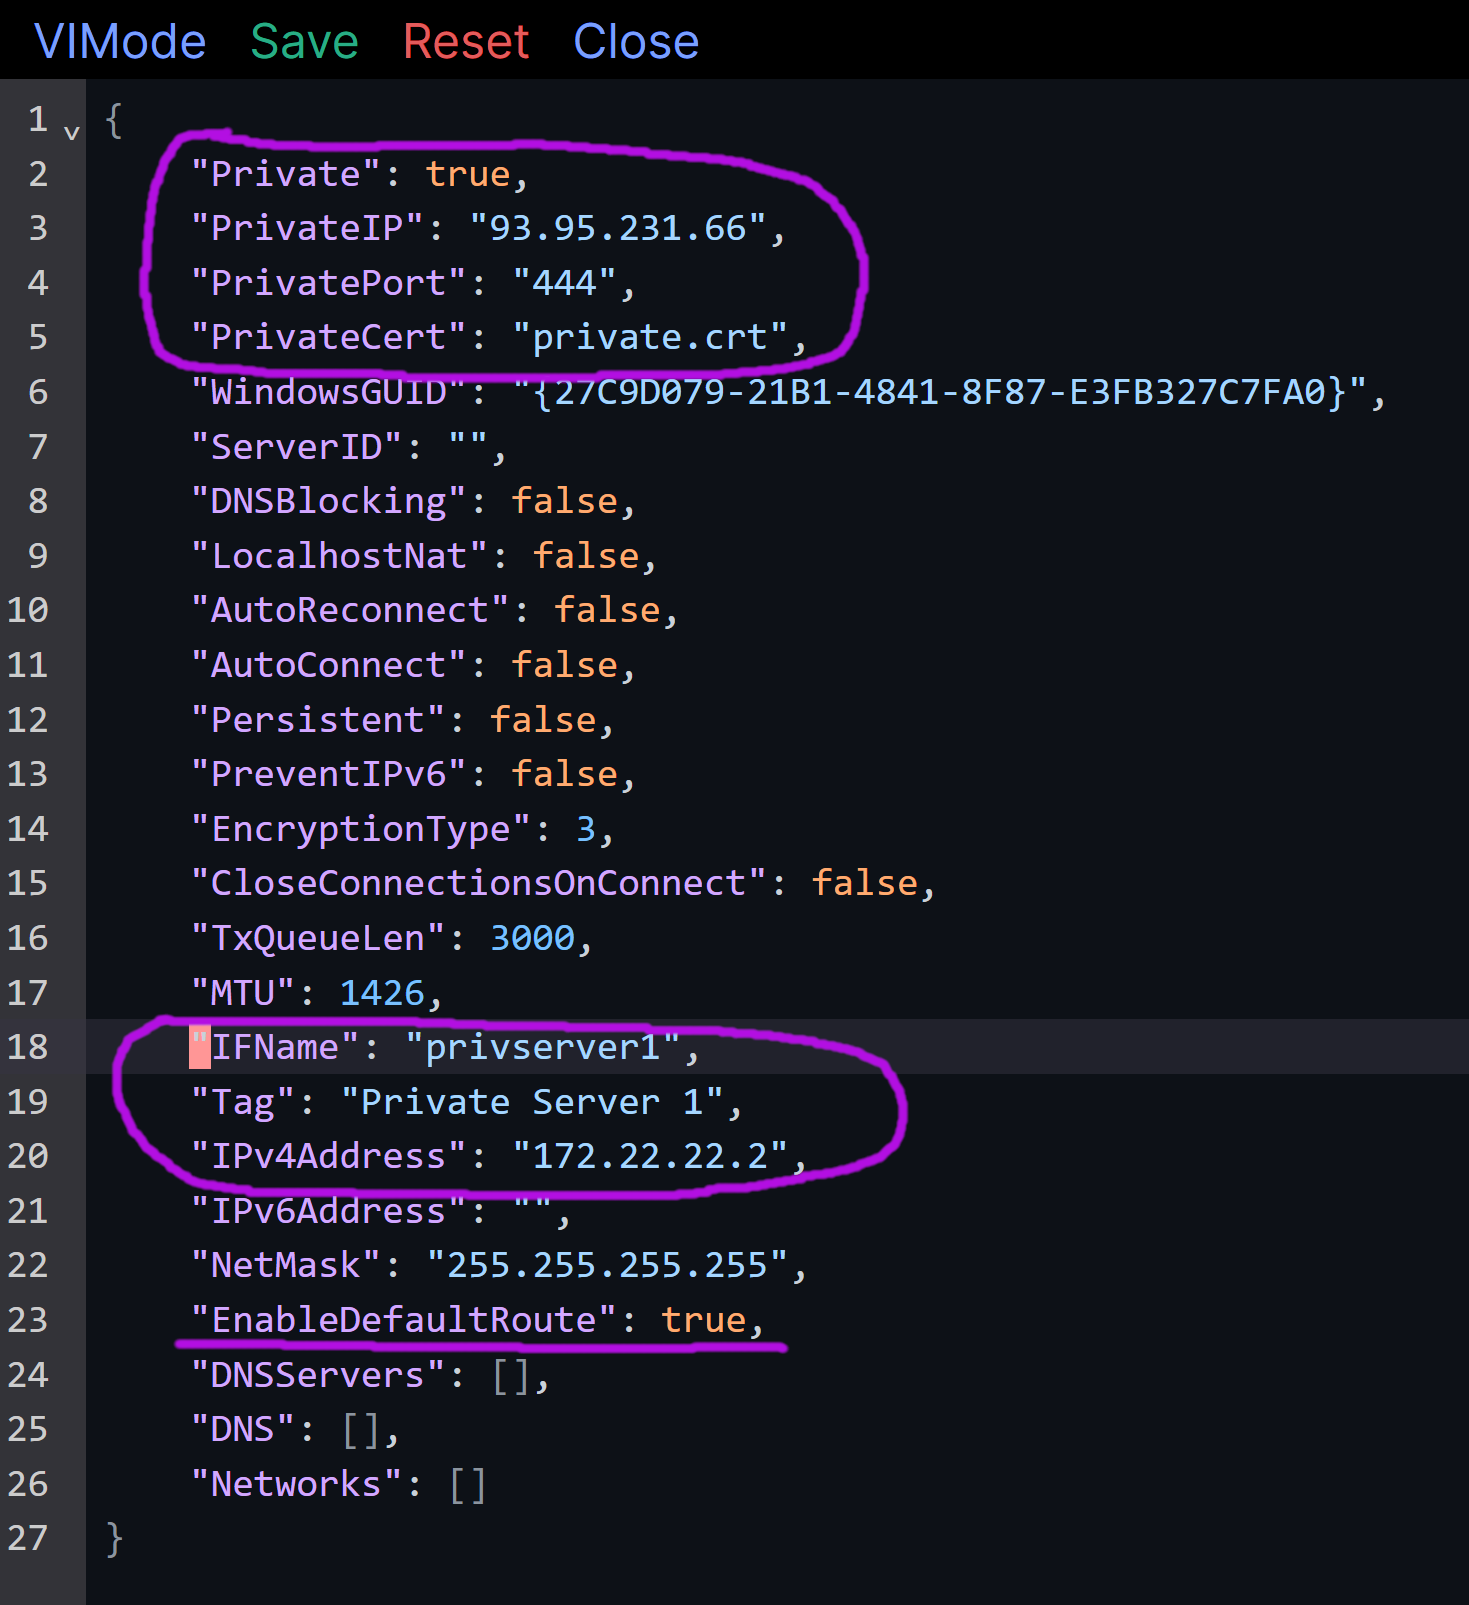 VIMode Save Reset Close
1 {
2 "Private": true,
3 "PrivateIP": "93.95.231.66",
4 "PrivatePort": "444",
5 "PrivateCert": "private.crt",
6 "WindowsGUID": "{27C9D079-21B1-4841-8F87-E3FB327C7FA0}",
7 "ServerID": "",
8 "DNSBlocking": false,
9 "LocalhostNat": false,
10 "AutoReconnect": false,
11 "AutoConnect": false,
12 "Persistent": false,
13 "PreventIPv6": false,
14 "EncryptionType": 3,
15 "CloseConnectionsOnConnect": false,
16 "TxQueueLen": 3000,
17 "MTU": 1426,
18 "IFName": "privserver1",
19 "Tag": "Private Server 1",
20 "IPv4Address": "172.22.22.2",
21 "IPv6Address": "",
22 "NetMask": "255.255.255.255",
23 "EnableDefaultRoute": true,
24 "DNSServers": [],
25 "DNS": [],
26 "Networks": []
27 }